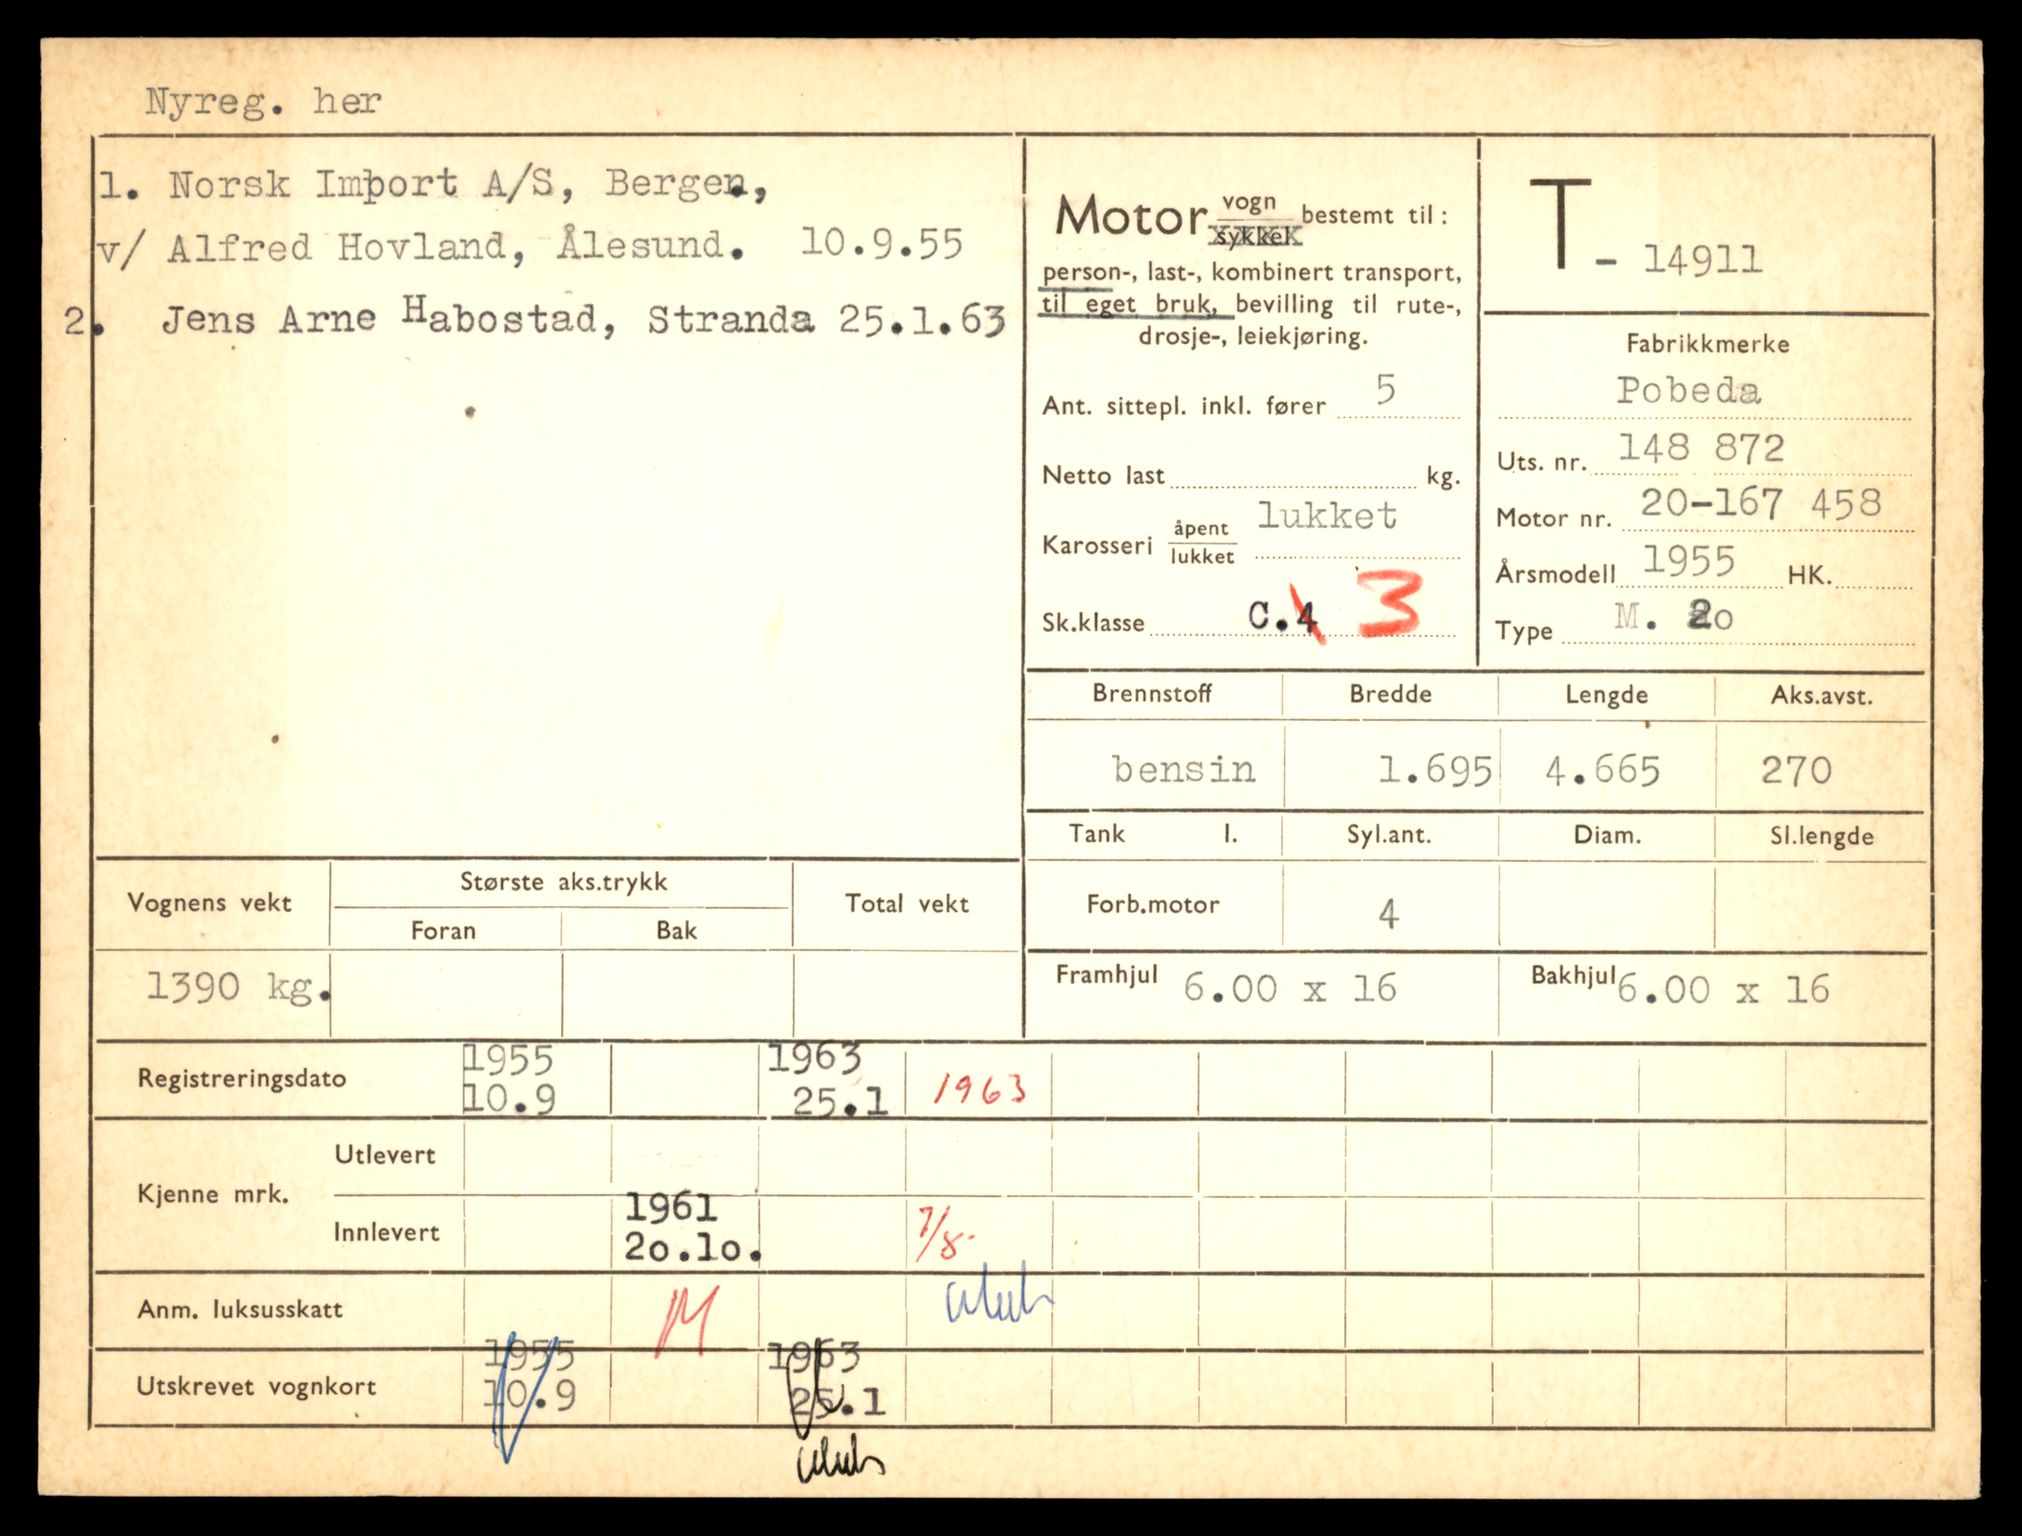 Nyreg. her
1. Norsk Import A/S, Bergen,
v/ Alfred Hovland, Ålesund. 10.9.55
2. Jens Arne Habostad, Stranda 25.1.63
Motor vogn bestemt til:
sykkel
person-, last-, kombinert transport,
til eget bruk, bevilling til rute-,
drosje-, leiekjøring.
Ant. sittepl. inkl. fører 5
Netto last kg.
Karosseri åpent lukket
lukket
Sk.klasse C.4 3
T - 14911
Fabrikkmerke
Pobeda
Uts. nr. 148 872
Motor nr. 20-167 458
Årsmodell 1955 HK.
Type M. 20
Brennstoff Bredde Lengde Aks.avst.
bensin 1.695 4.665 270
Tank l. Syl.ant. Diam. Sl.lengde
Forb.motor 4
Framhjul 6.00 x 16 Bakhjul 6.00 x 16
Vognens vekt Største aks.trykk Total vekt
Foran Bak
1390 kg.
Registreringsdato 1955 1963 1963
10.9 25.1
Kjenne mrk. Utlevert
Innlevert 1961 7/8-
2o.1o.
Anm. luksusskatt M
Utskrevet vognkort 1955 1963
10.9 25.1